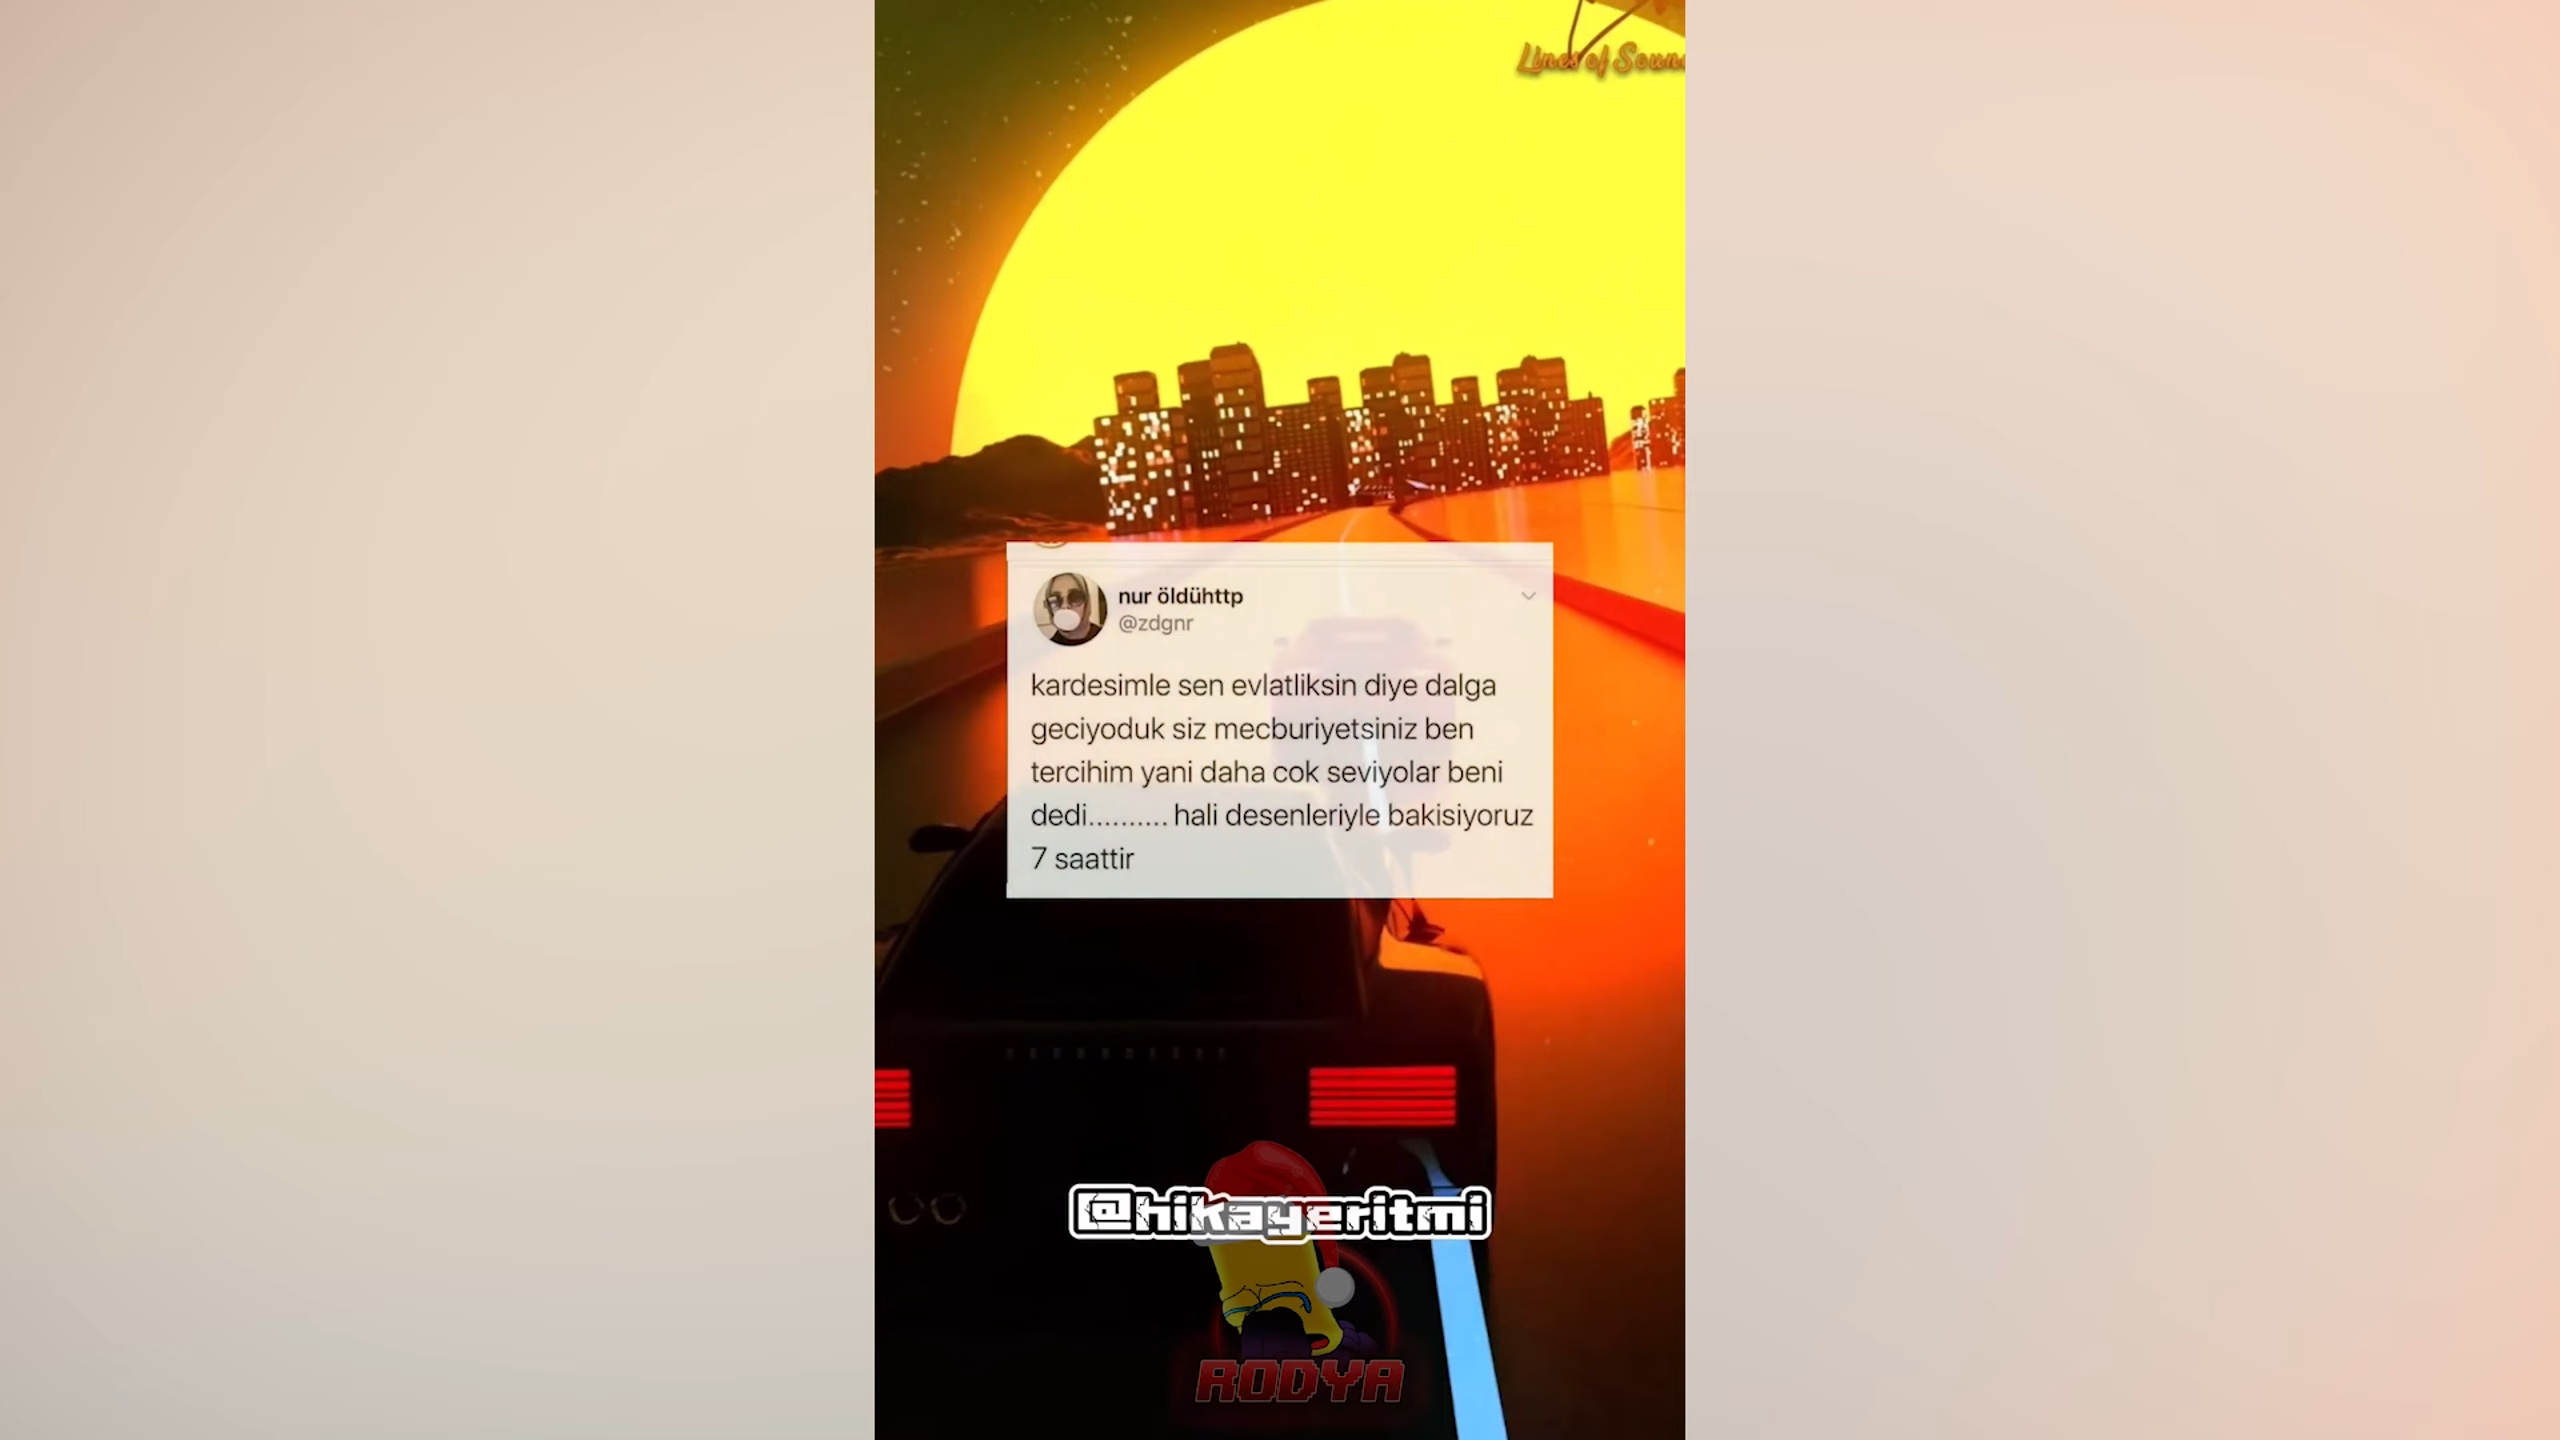 Lines of Soun
nur öldühttp
@zdgnr
kardesimle sen evlatliksin diye dalga
geciyoduk siz mecburiyetsiniz ben
tercihim yani daha cok seviyolar beni
dedi.......... hali desenleriyle bakisiyoruz
7 saattir
@hikayeritmi
RODYA